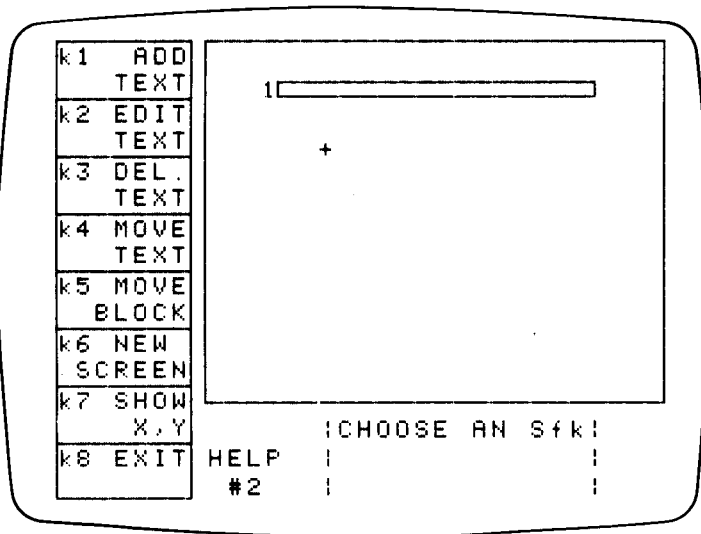 k1 ADD
TEXT
k2 EDIT
TEXT
k3 DEL.
TEXT
k4 MOVE
TEXT
k5 MOVE
BLOCK
k6 NEW
SCREEN
k7 SHOW
X,Y
k8 EXIT
1
+
CHOOSE AN Sfk
HELP
#2